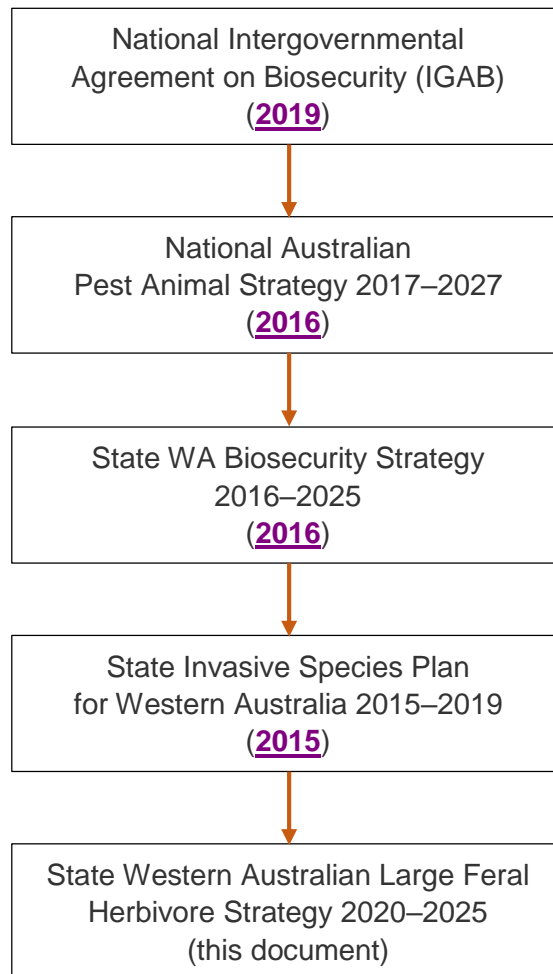 National Intergovernmental
Agreement on Biosecurity (IGAB)
(2019)
National Australian
Pest Animal Strategy 2017–2027
(2016)
State WA Biosecurity Strategy
2016–2025
(2016)
State Invasive Species Plan
for Western Australia 2015–2019
(2015)
State Western Australian Large Feral
Herbivore Strategy 2020–2025
(this document)